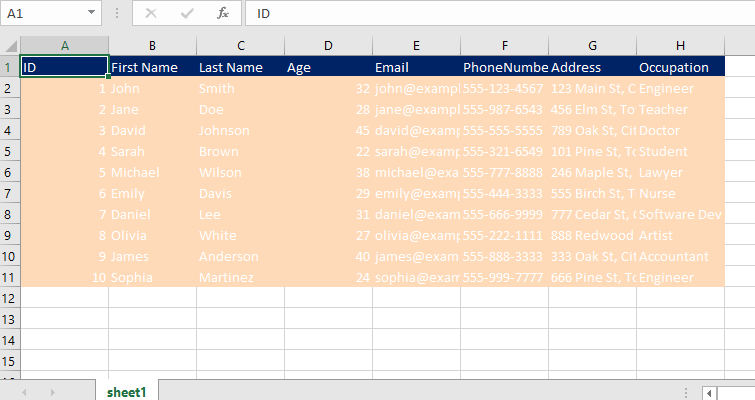 A1 fx ID
A B C D E F G H
1 ID First Name Last Name Age Email PhoneNumbe Address Occupation
2 1 John Smith 32 john@exampl 555-123-4567 123 Main St, C Engineer
3 2 Jane Doe 28 jane@exampl 555-987-6543 456 Elm St, To Teacher
4 3 David Johnson 45 david@examp 555-555-5555 789 Oak St, Cit Doctor
5 4 Sarah Brown 22 sarah@examp 555-321-6549 101 Pine St, To Student
6 5 Michael Wilson 38 michael@exa 555-777-8888 246 Maple St, Lawyer
7 6 Emily Davis 29 emily@examp 555-444-3333 555 Birch St, T Nurse
8 7 Daniel Lee 31 daniel@exam 555-666-9999 777 Cedar St, Software Dev
9 8 Olivia White 27 olivia@exam 555-222-1111 888 Redwood Artist
10 9 James Anderson 40 james@exam 555-888-3333 333 Oak St, Cit Accountant
11 10 Sophia Martinez 24 sophia@exam 555-999-7777 666 Pine St, To Engineer
12
13
14
15
sheet1